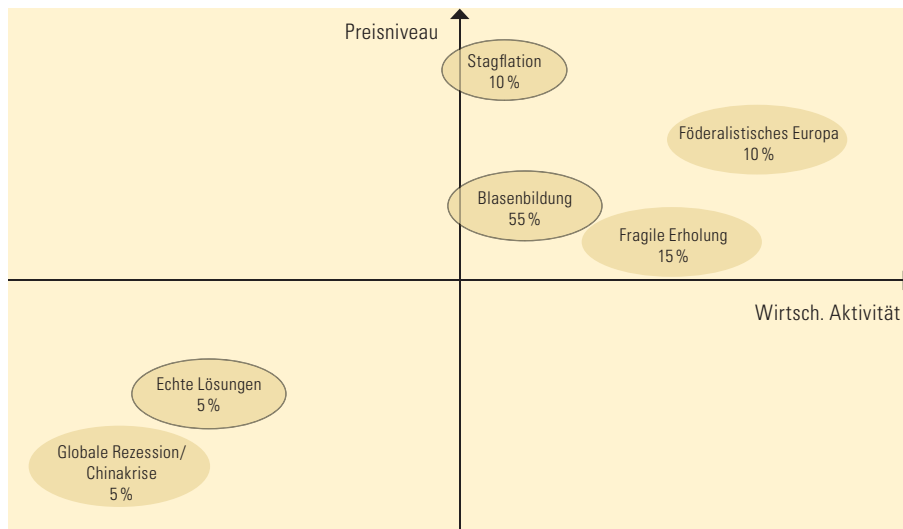 Preisniveau
Stagflation
10 %
Föderalistisches Europa
10 %
Blasenbildung
55 %
Fragile Erholung
15 %
Wirtsch. Aktivität
Echte Lösungen
5 %
Globale Rezession/
Chinakrise
5 %